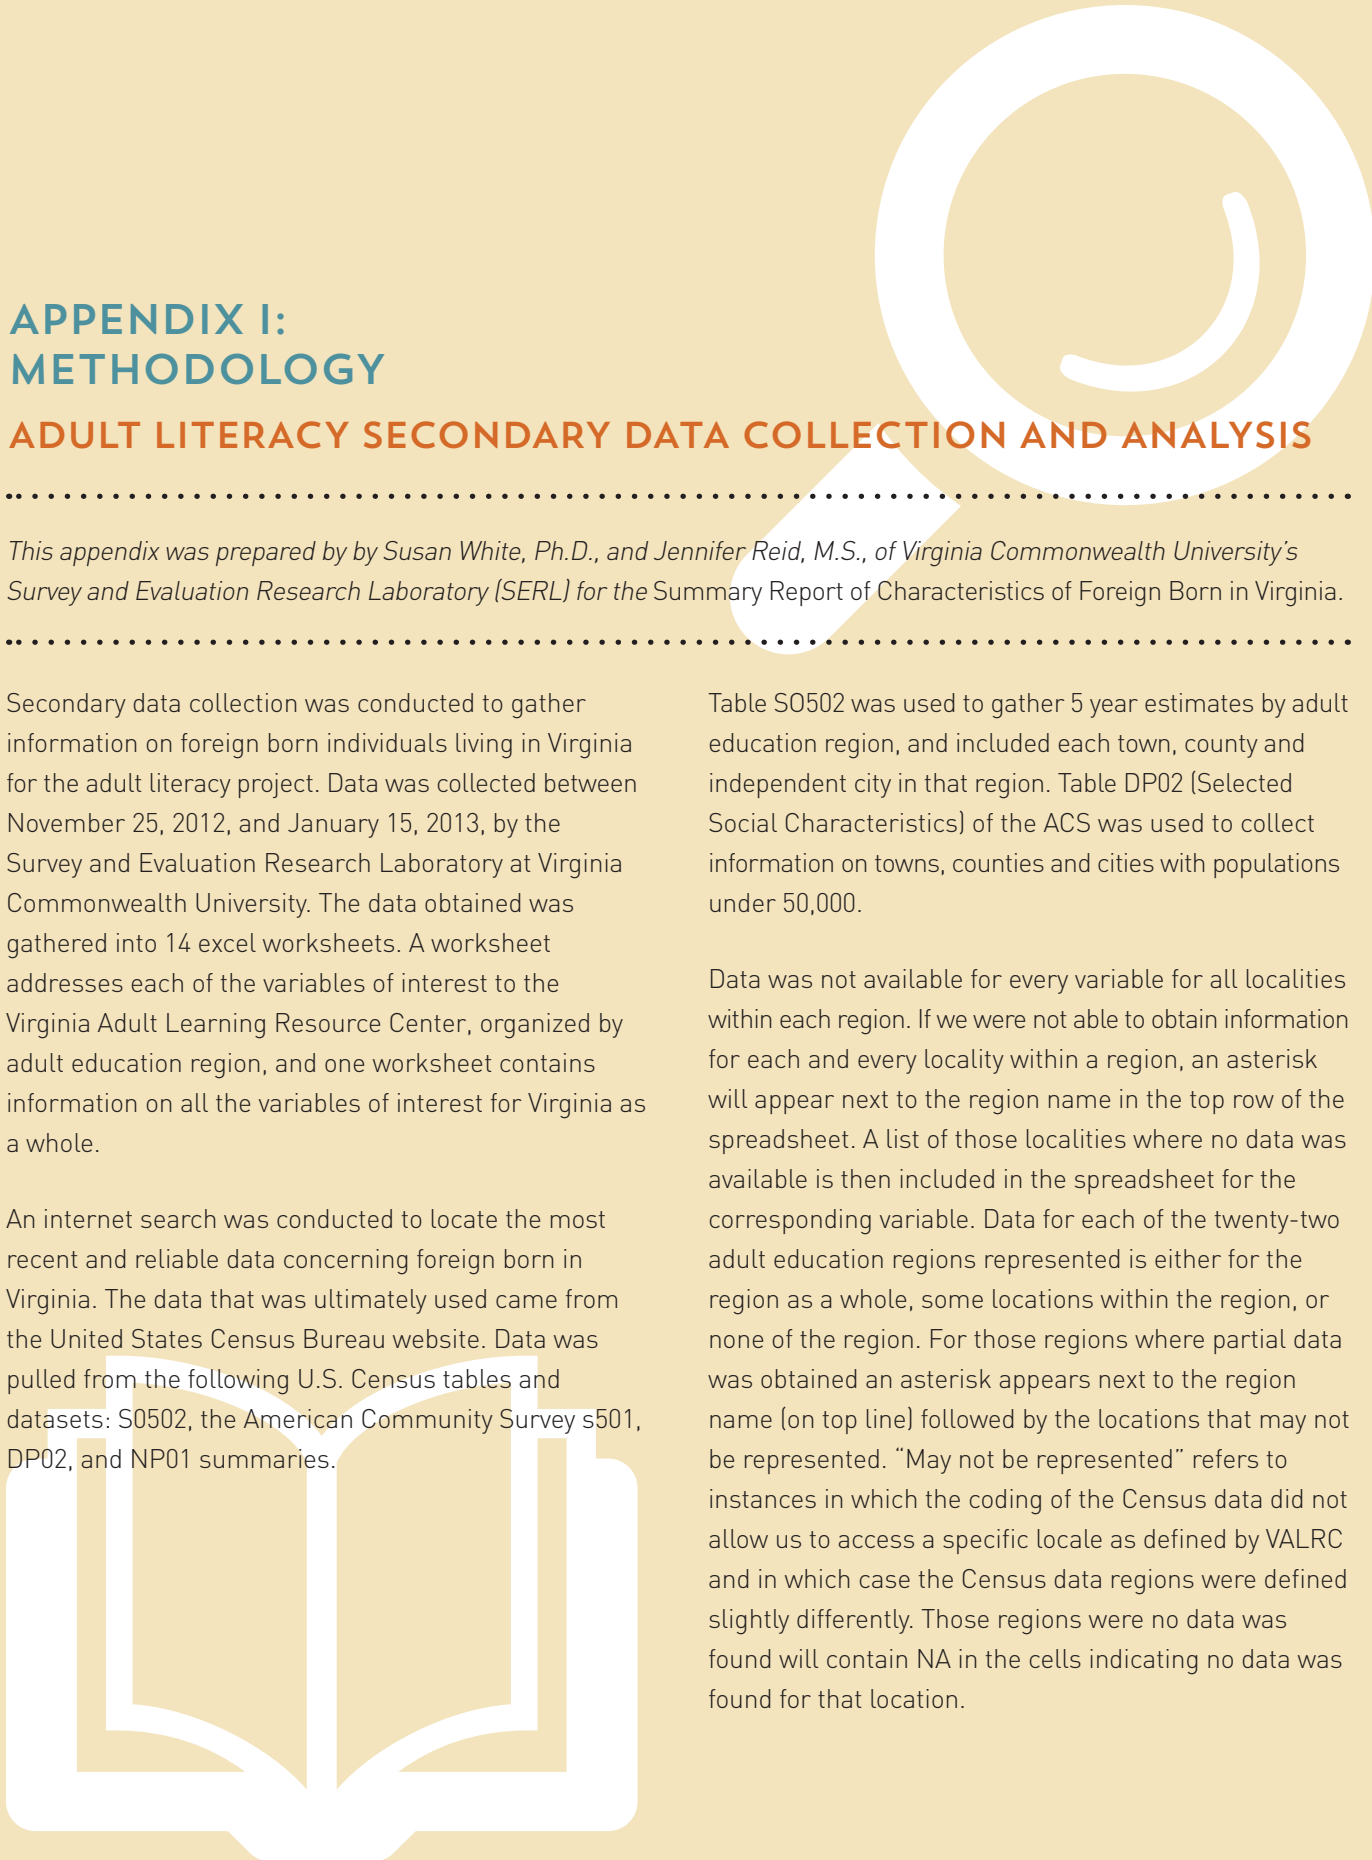 APPENDIX I:
METHODOLOGY
ADULT LITERACY SECONDARY DATA COLLECTION AND ANALYSIS
This appendix was prepared by by Susan White, Ph.D., and Jennifer Reid, M.S., of Virginia Commonwealth University's
Survey and Evaluation Research Laboratory (SERL) for the Summary Report of Characteristics of Foreign Born in Virginia.
Secondary data collection was conducted to gather
information on foreign born individuals living in Virginia
for the adult literacy project. Data was collected between
November 25, 2012, and January 15, 2013, by the
Survey and Evaluation Research Laboratory at Virginia
Commonwealth University. The data obtained was
gathered into 14 excel worksheets. A worksheet
addresses each of the variables of interest to the
Virginia Adult Learning Resource Center, organized by
adult education region, and one worksheet contains
information on all the variables of interest for Virginia as
a whole.
An internet search was conducted to locate the most
recent and reliable data concerning foreign born in
Virginia. The data that was ultimately used came from
the United States Census Bureau website. Data was
pulled from the following U.S. Census tables and
datasets: S0502, the American Community Survey s501,
DP02, and NP01 summaries.
Table SO502 was used to gather 5 year estimates by adult
education region, and included each town, county and
independent city in that region. Table DP02 (Selected
Social Characteristics) of the ACS was used to collect
information on towns, counties and cities with populations
under 50,000.
Data was not available for every variable for all localities
within each region. If we were not able to obtain information
for each and every locality within a region, an asterisk
will appear next to the region name in the top row of the
spreadsheet. A list of those localities where no data was
available is then included in the spreadsheet for the
corresponding variable. Data for each of the twenty-two
adult education regions represented is either for the
region as a whole, some locations within the region, or
none of the region. For those regions where partial data
was obtained an asterisk appears next to the region
name (on top line) followed by the locations that may not
be represented. “May not be represented” refers to
instances in which the coding of the Census data did not
allow us to access a specific locale as defined by VALRC
and in which case the Census data regions were defined
slightly differently. Those regions were no data was
found will contain NA in the cells indicating no data was
found for that location.